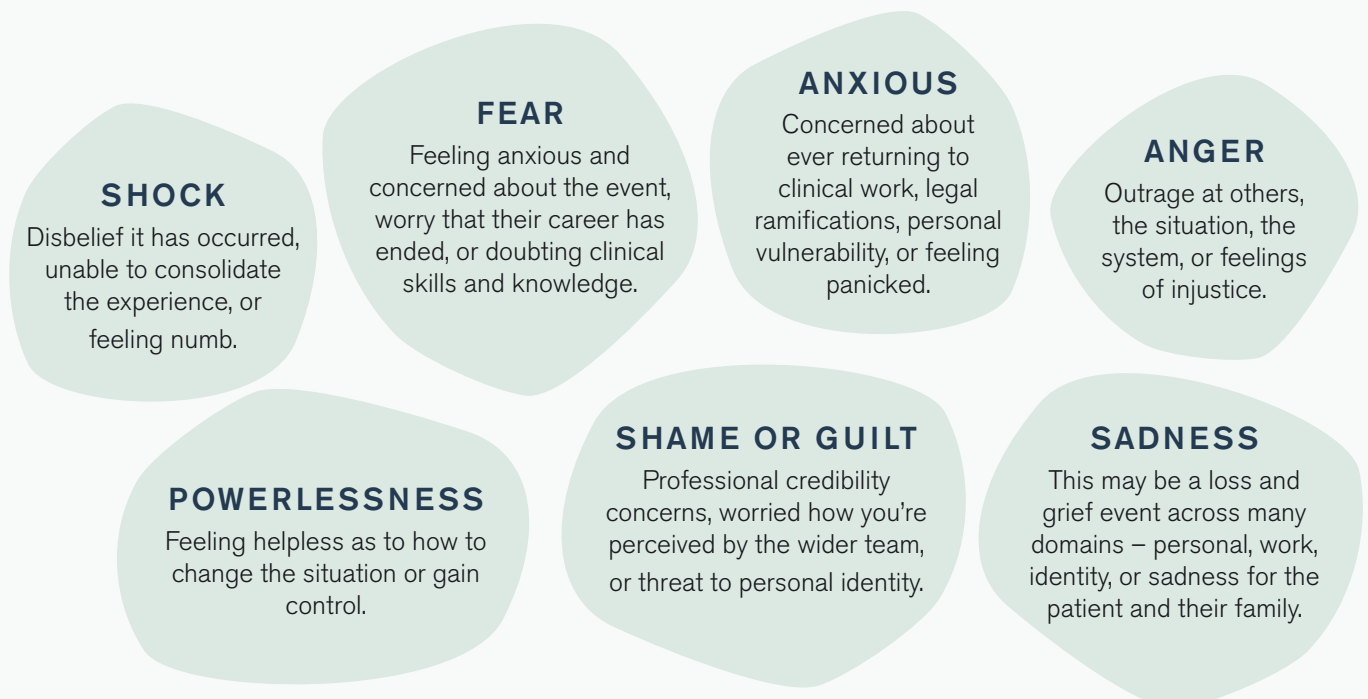 SHOCK
Disbelief it has occurred,
unable to consolidate
the experience, or
feeling numb.
FEAR
Feeling anxious and
concerned about the event,
worry that their career has
ended, or doubting clinical
skills and knowledge.
ANXIOUS
Concerned about
ever returning to
clinical work, legal
ramifications, personal
vulnerability, or feeling
panicked.
ANGER
Outrage at others,
the situation, the
system, or feelings
of injustice.
POWERLESSNESS
Feeling helpless as to how to
change the situation or gain
control.
SHAME OR GUILT
Professional credibility
concerns, worried how you’re
perceived by the wider team,
or threat to personal identity.
SADNESS
This may be a loss and
grief event across many
domains – personal, work,
identity, or sadness for the
patient and their family.